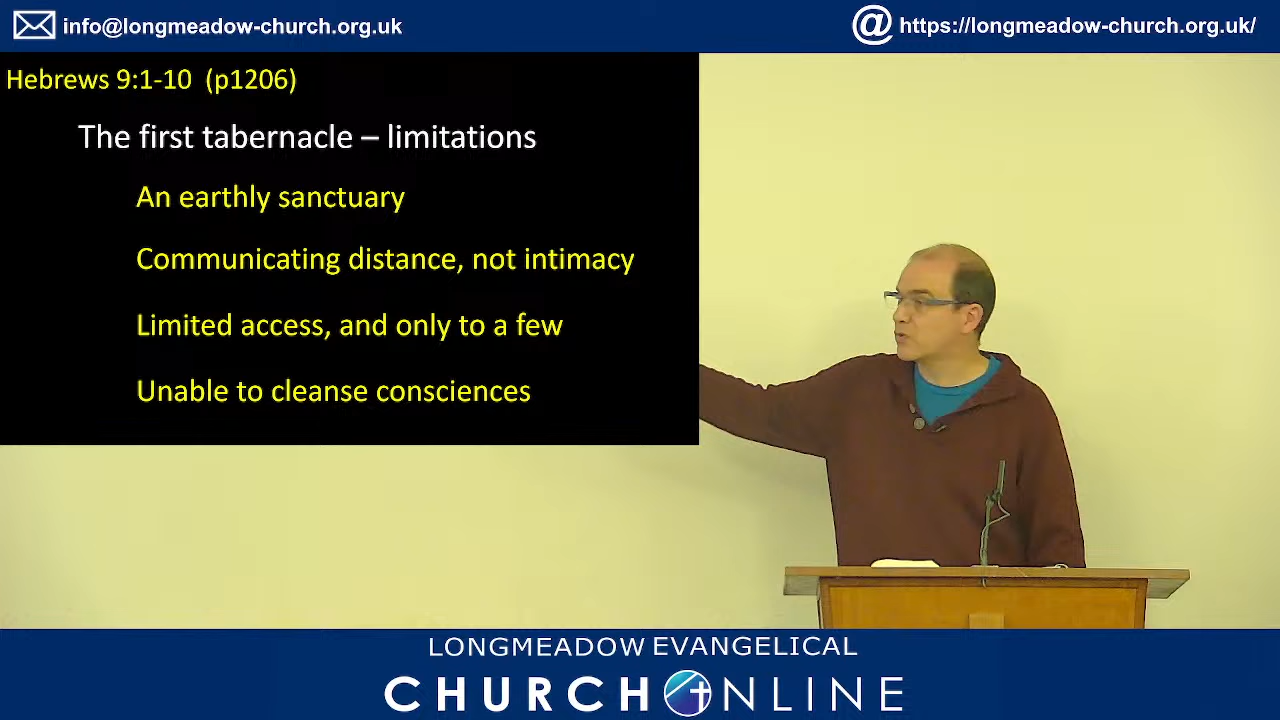 info@longmeadow-church.org.uk
@ https://longmeadow-church.org.uk/
Hebrews 9:1-10 (p1206)
The first tabernacle – limitations
An earthly sanctuary
Communicating distance, not intimacy
Limited access, and only to a few
Unable to cleanse consciences
LONGMEADOW EVANGELICAL
CHURCH ONLINE